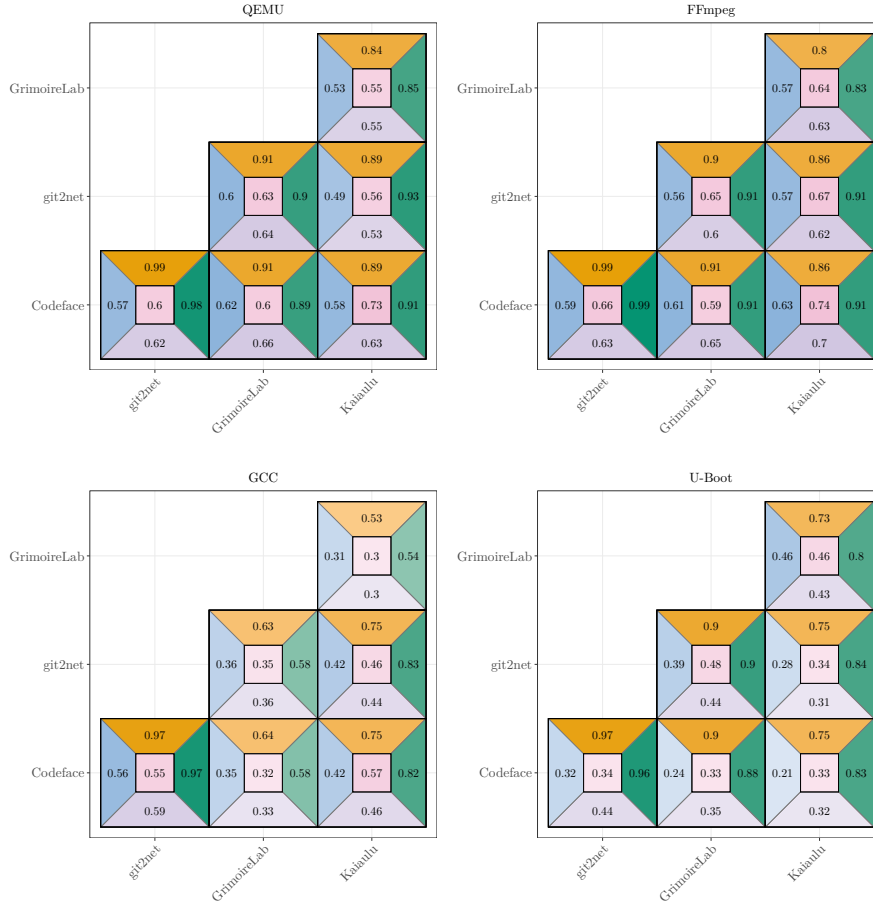 QEMU
FFmpeg
0.84
GrimoireLab
0.53 0.55 0.85
0.55
0.91 0.89
git2net
0.6 0.63 0.9 0.49 0.56 0.93
0.64 0.53
0.99 0.91 0.89
Codeface
0.57 0.6 0.98 0.62 0.6 0.89 0.58 0.73 0.91
0.62 0.66 0.63
git2net
GrimoireLab
Kaiaulu
0.8
GrimoireLab
0.57 0.64 0.83
0.63
0.9 0.86
git2net
0.56 0.65 0.91 0.57 0.67 0.91
0.6 0.62
0.99 0.91 0.86
Codeface
0.59 0.66 0.99 0.61 0.59 0.91 0.63 0.74 0.91
0.63 0.65 0.7
git2net
GrimoireLab
Kaiaulu
GCC
U-Boot
0.53
GrimoireLab
0.31 0.3 0.54
0.3
0.63 0.75
git2net
0.36 0.35 0.58 0.42 0.46 0.83
0.36 0.44
0.97 0.64 0.75
Codeface
0.56 0.55 0.97 0.35 0.32 0.58 0.42 0.57 0.82
0.59 0.33 0.46
git2net
GrimoireLab
Kaiaulu
0.73
GrimoireLab
0.46 0.46 0.8
0.43
0.9 0.75
git2net
0.39 0.48 0.9 0.28 0.34 0.84
0.44 0.31
0.97 0.9 0.75
Codeface
0.32 0.34 0.96 0.24 0.33 0.88 0.21 0.33 0.83
0.44 0.35 0.32
git2net
GrimoireLab
Kaiaulu